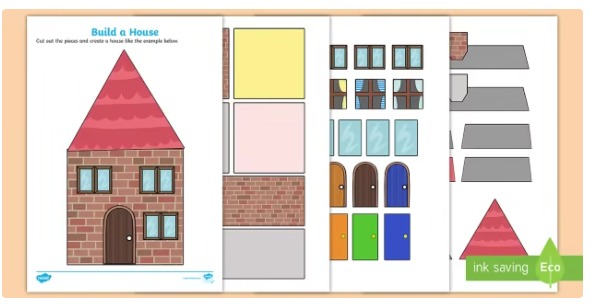 Build a House
Cut out the pieces and create a house like the example below.
ink saving
Eco